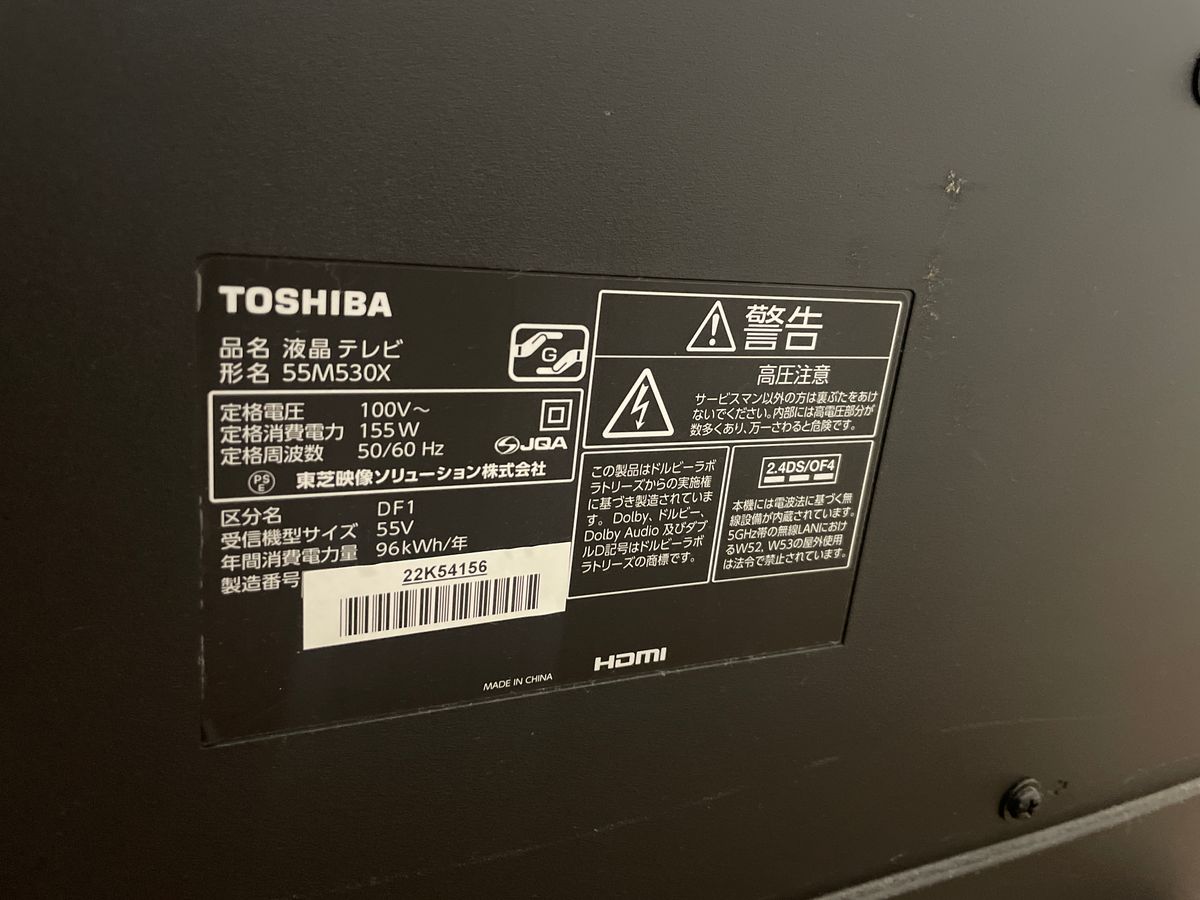 TOSHIBA
品名 液晶テレビ
形名 55M530X
G
定格電圧 100V～
定格消費電力 155W
定格周波数 50/60 Hz
JQA
PS
E
東芝映像ソリューション株式会社
区分名 DF1
受信機型サイズ 55V
年間消費電力量 96kWh/年
製造番号
22K54156
警告
高圧注意
サービスマン以外の方は裏ぶたをあけ
ないでください。内部には高電圧部分が
数多くあり、万一さわると危険です。
この製品はドルビーラボ
ラトリーズからの実施権
に基づき製造されていま
す。Dolby、ドルビー、
Dolby Audio 及びダブ
ルD記号はドルビーラボ
ラトリーズの商標です。
2.4DS/OF4
本機には電波法に基づく無
線設備が内蔵されています。
5GHz帯の無線LANにおけ
るW52、W53の屋外使用
は法令で禁止されています。
HDMI
MADE IN CHINA